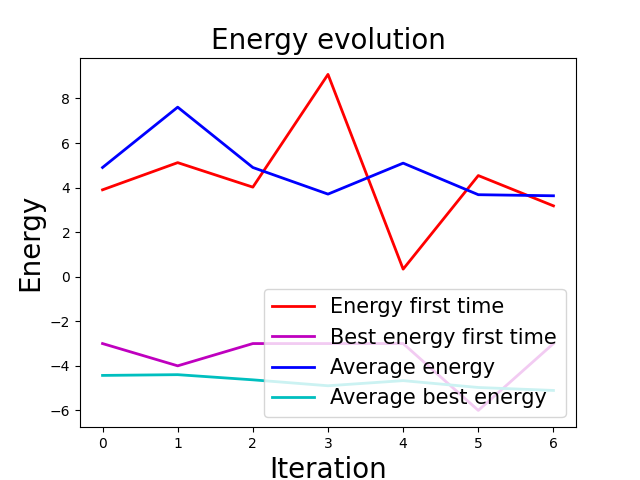 Energy evolution
8
6
4
2
0
−2
−4
−6
Energy
Energy first time
Best energy first time
Average energy
Average best energy
0 1 2 3 4 5 6
Iteration